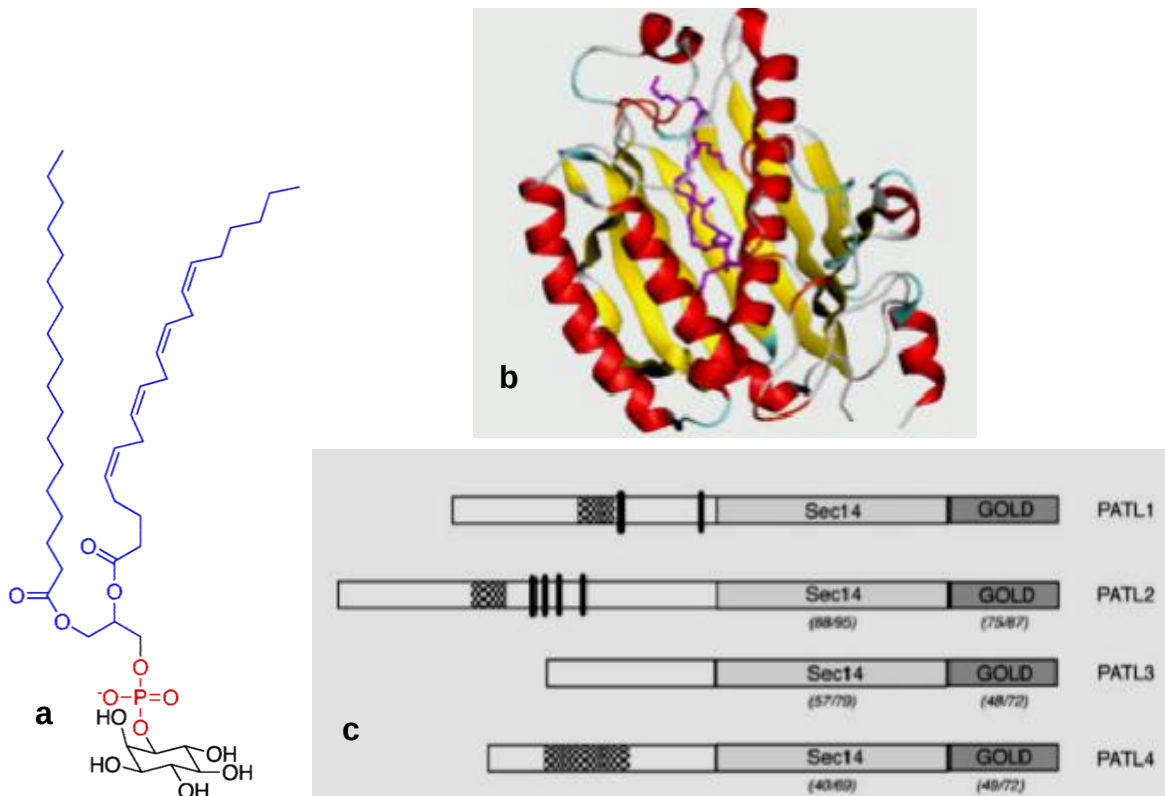 O
O
O
O
O
⁻O-P=O
O
HO
HO
OH
OH
OH
a
b
c
Sec14 GOLD PATL1
Sec14 GOLD PATL2
(88/95) (75/87)
Sec14 GOLD PATL3
(57/79) (48/72)
Sec14 GOLD PATL4
(40/69) (49/72)